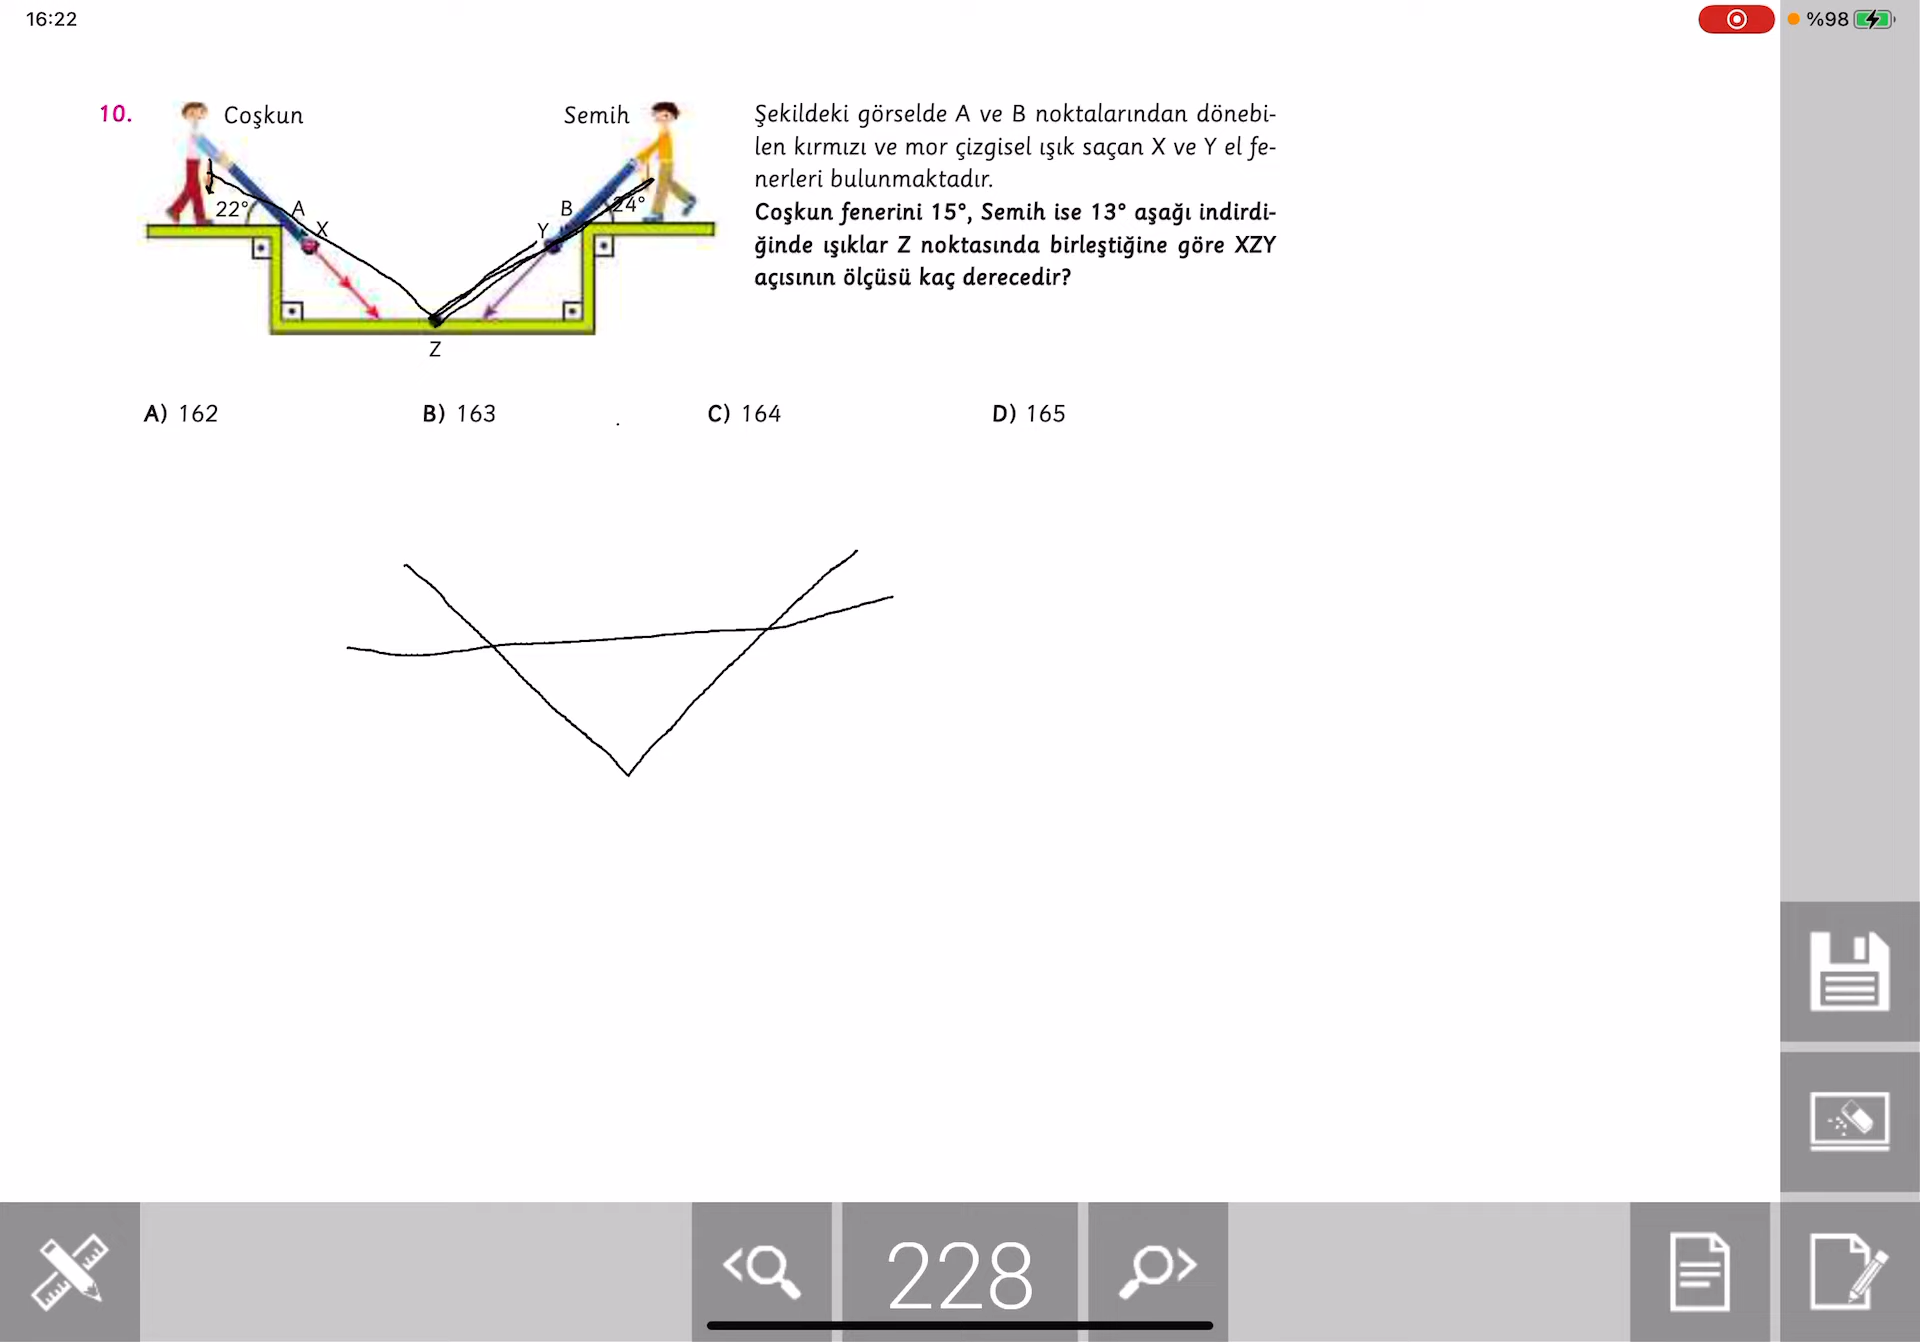 16:22
%98
10.
Coşkun
Semih
22°
A
X
B
Y
24°
Z
Şekildeki görselde A ve B noktalarından dönebi-
len kırmızı ve mor çizgisel ışık saçan X ve Y el fe-
nerleri bulunmaktadır.
Coşkun fenerini 15°, Semih ise 13° aşağı indirdi-
ğinde ışıklar Z noktasında birleştiğine göre XZY
açısının ölçüsü kaç derecedir?
A) 162
B) 163
C) 164
D) 165
228